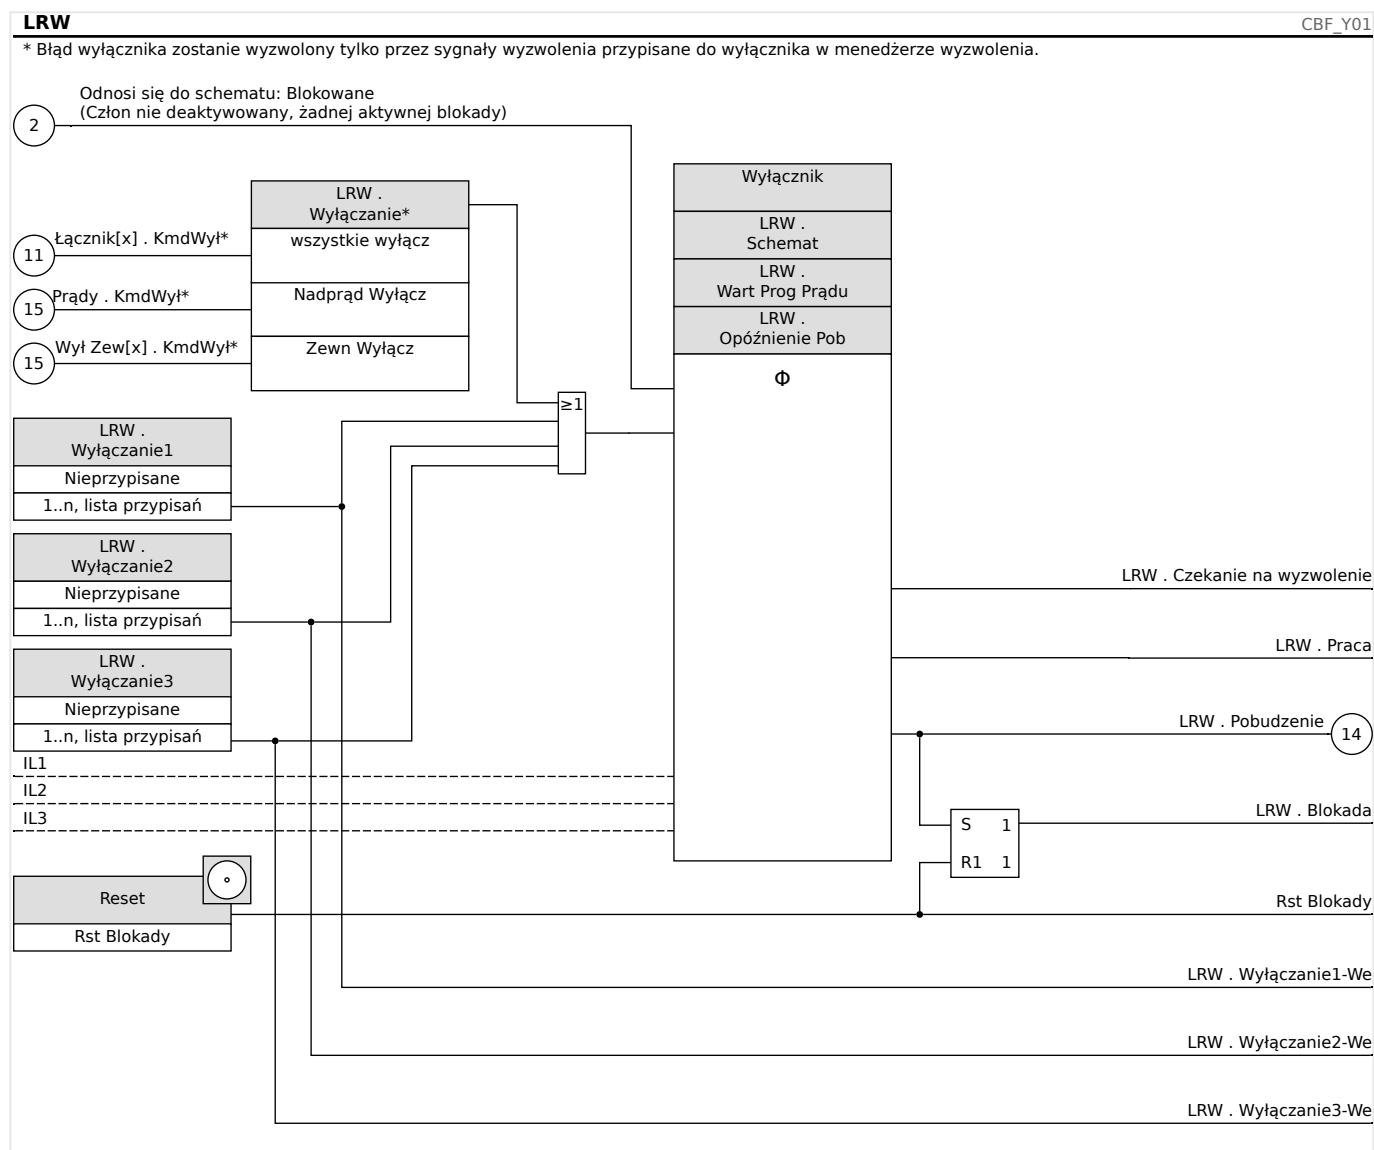 LRW
CBF_Y01
* Błąd wyłącznika zostanie wyzwolony tylko przez sygnały wyzwolenia przypisane do wyłącznika w menedżerze wyzwolenia.
Odnosi się do schematu: Blokowane
(Człon nie deaktywowany, żadnej aktywnej blokady)
2
LRW .
Wyłączanie*
wszystkie wyłącz
Nadprąd Wyłącz
Zewn Wyłącz
Łącznik[x] . KmdWył*
11
Prądy . KmdWył*
15
Wył Zew[x] . KmdWył*
15
Wyłącznik
LRW .
Schemat
LRW .
Wart Prog Prądu
LRW .
Opóźnienie Pob
Φ
≥1
LRW .
Wyłączanie1
Nieprzypisane
1..n, lista przypisań
LRW .
Wyłączanie2
Nieprzypisane
1..n, lista przypisań
LRW .
Wyłączanie3
Nieprzypisane
1..n, lista przypisań
IL1
IL2
IL3
LRW . Czekanie na wyzwolenie
LRW . Praca
LRW . Pobudzenie
14
S 1
R1 1
LRW . Blokada
Reset
Rst Blokady
Rst Blokady
LRW . Wyłączanie1-We
LRW . Wyłączanie2-We
LRW . Wyłączanie3-We